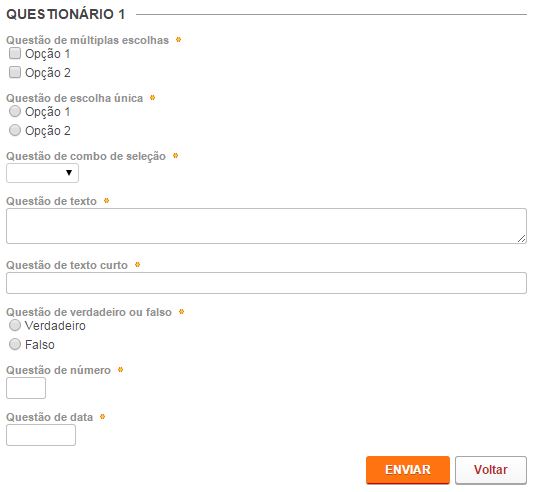 QUESTIONÁRIO 1
Questão de múltiplas escolhas *
Opção 1
Opção 2
Questão de escolha única *
Opção 1
Opção 2
Questão de combo de seleção *
Questão de texto *
Questão de texto curto *
Questão de verdadeiro ou falso *
Verdadeiro
Falso
Questão de número *
Questão de data *
ENVIAR Voltar